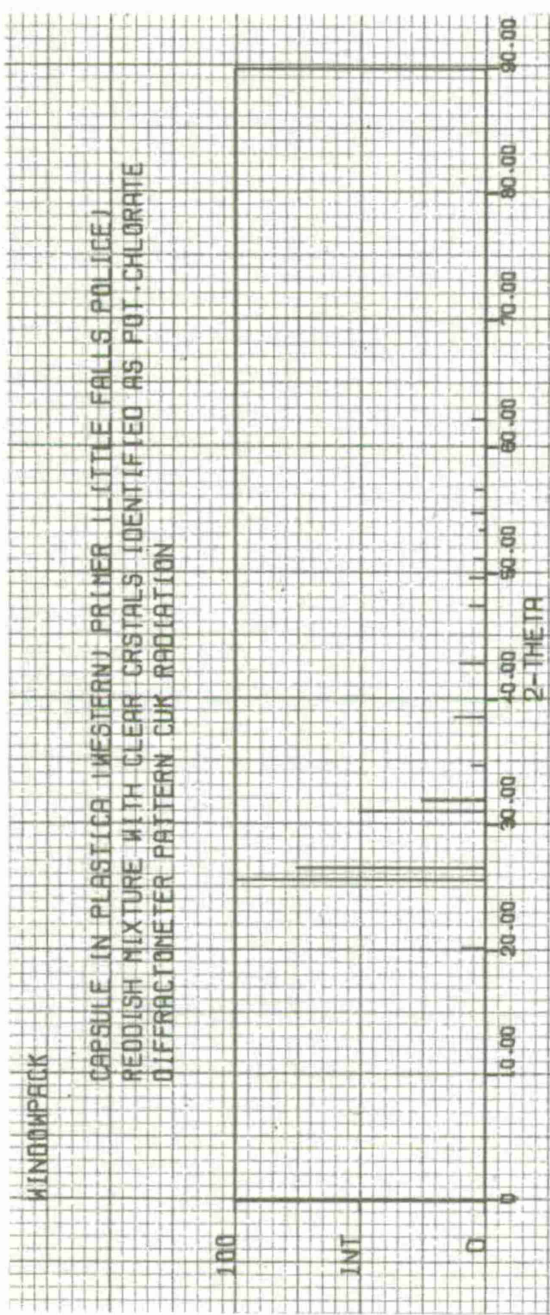 WINDOWPACK
CAPSULE IN PLASTICA (WESTERN) PRIMER (LITTLE FALLS POLICE)
REDDISH MIXTURE WITH CLEAR CRSTALS IDENTIFIED AS POT.CHLORATE
DIFFRACTOMETER PATTERN CUK RADIATION
100
INT
0
0 10.00 20.00 30.00 40.00 50.00 60.00 70.00 80.00 90.00
2-THETA